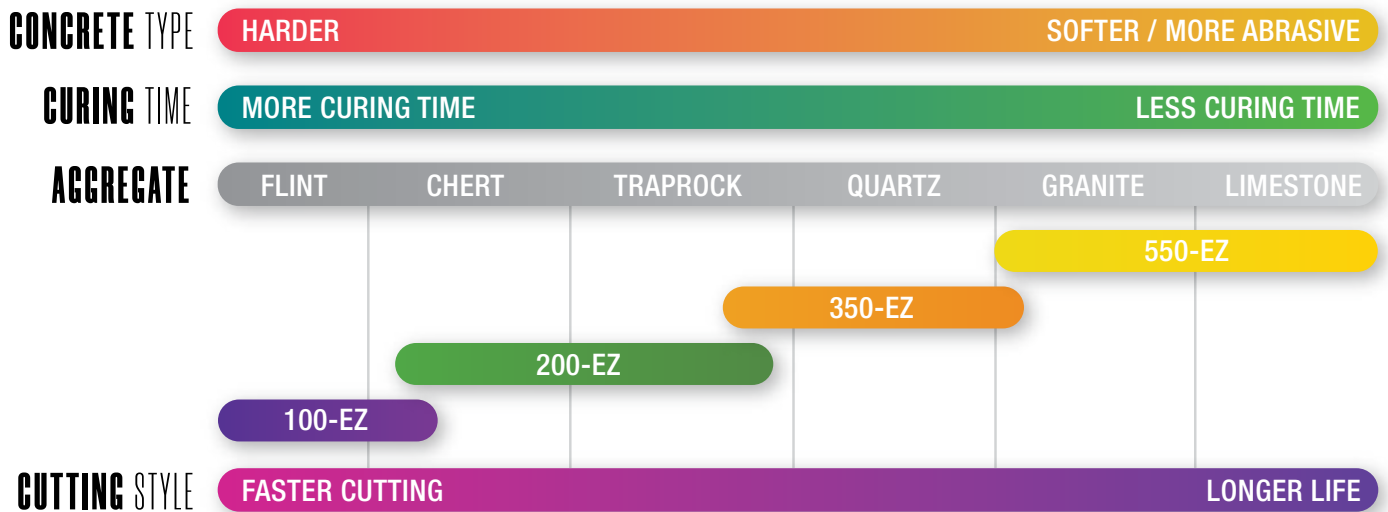 CONCRETE TYPE HARDER SOFTER / MORE ABRASIVE
CURING TIME MORE CURING TIME LESS CURING TIME
AGGREGATE FLINT CHERT TRAPROCK QUARTZ GRANITE LIMESTONE
550-EZ
350-EZ
200-EZ
100-EZ
CUTTING STYLE FASTER CUTTING LONGER LIFE